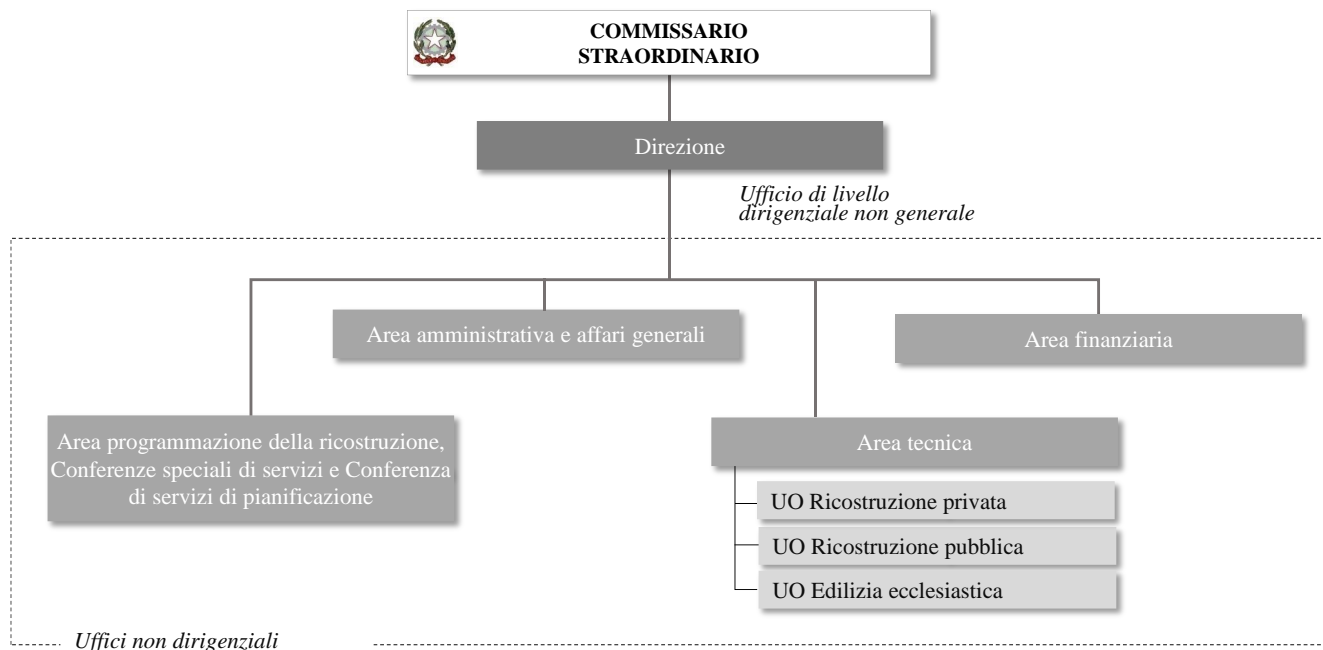 COMMISSARIO
STRAORDINARIO
Direzione
Ufficio di livello
dirigenziale non generale
Area amministrativa e affari generali
Area finanziaria
Area programmazione della ricostruzione,
Conferenze speciali di servizi e Conferenza
di servizi di pianificazione
Area tecnica
UO Ricostruzione privata
UO Ricostruzione pubblica
UO Edilizia ecclesiastica
Uffici non dirigenziali